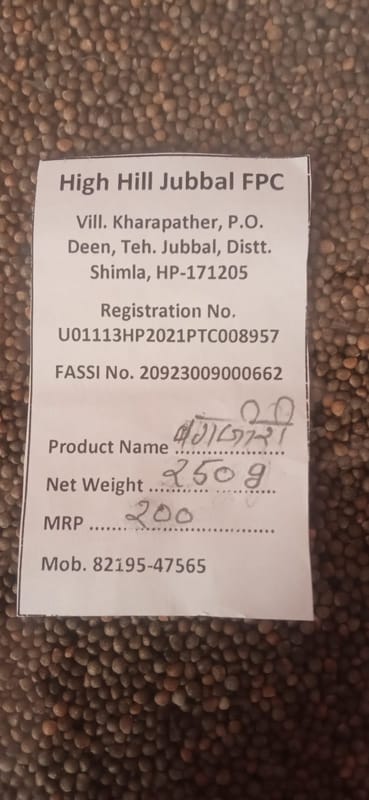 High Hill Jubbal FPC
Vill. Kharapather, P.O.
Deen, Teh. Jubbal, Distt.
Shimla, HP-171205
Registration No.
U01113HP2021PTC008957
FASSI No. 20923009000662
Product Name
Net Weight 250 g
MRP 200
Mob. 82195-47565